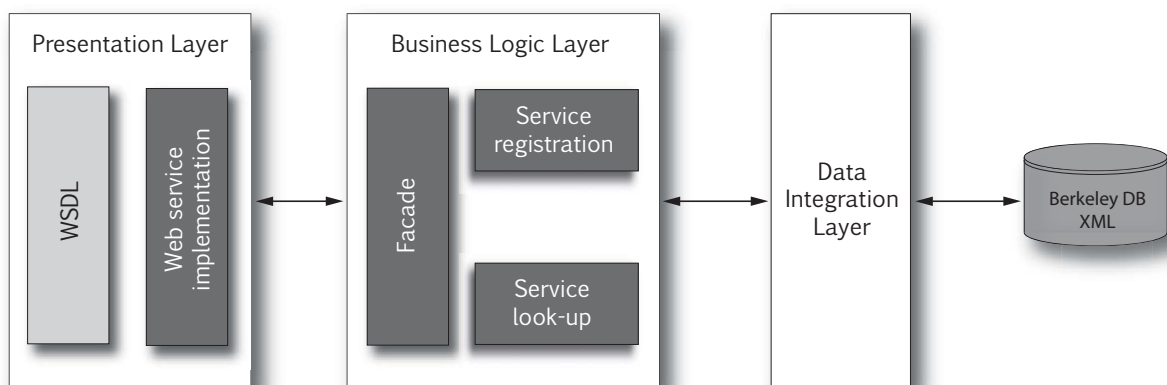 Presentation Layer
WSDL
Web service
implementation
Business Logic Layer
Facade
Service
registration
Service
look-up
Data
Integration
Layer
Berkeley DB
XML